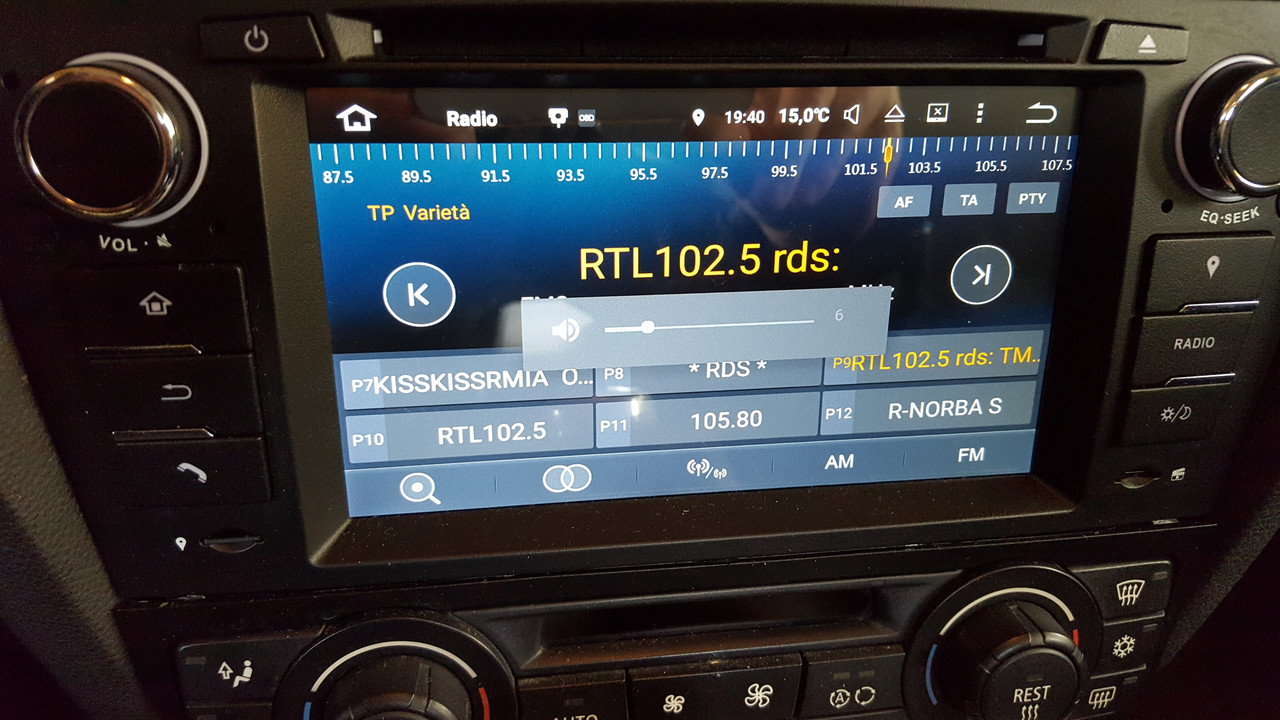 Radio OBD 19:40 15,0°C
87.5 89.5 91.5 93.5 95.5 97.5 99.5 101.5 103.5 105.5 107.5
TP Varietà AF TA PTY
VOL · EQ·SEEK
RTL102.5 rds:
6
RADIO
P7 KISSKISSRMIA O... P8 * RDS * P9 RTL102.5 rds: TM..
P10 RTL102.5 P11 105.80 P12 R-NORBA S
AM FM
A
REST
AUTO